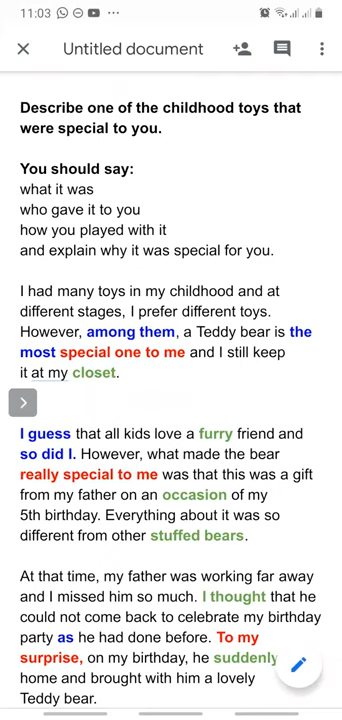 11:03
Untitled document
Describe one of the childhood toys that
were special to you.
You should say:
what it was
who gave it to you
how you played with it
and explain why it was special for you.
I had many toys in my childhood and at
different stages, I prefer different toys.
However, among them, a Teddy bear is the
most special one to me and I still keep
it at my closet.
I guess that all kids love a furry friend and
so did I. However, what made the bear
really special to me was that this was a gift
from my father on an occasion of my
5th birthday. Everything about it was so
different from other stuffed bears.
At that time, my father was working far away
and I missed him so much. I thought that he
could not come back to celebrate my birthday
party as he had done before. To my
surprise, on my birthday, he suddenly
home and brought with him a lovely
Teddy bear.